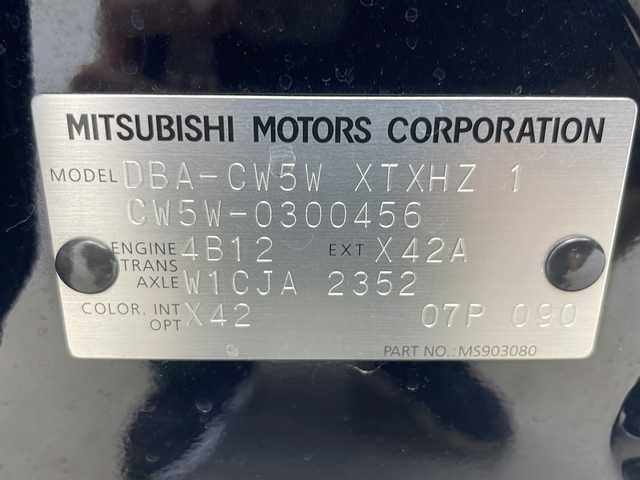 MITSUBISHI MOTORS CORPORATION
MODEL DBA-CW5W XTXHZ 1
CW5W-0300456
ENGINE 4B12 EXT X42A
TRANS
AXLE W1CJA 2352
COLOR, INT X42 07P 090
OPT
PART NO.: MS903080